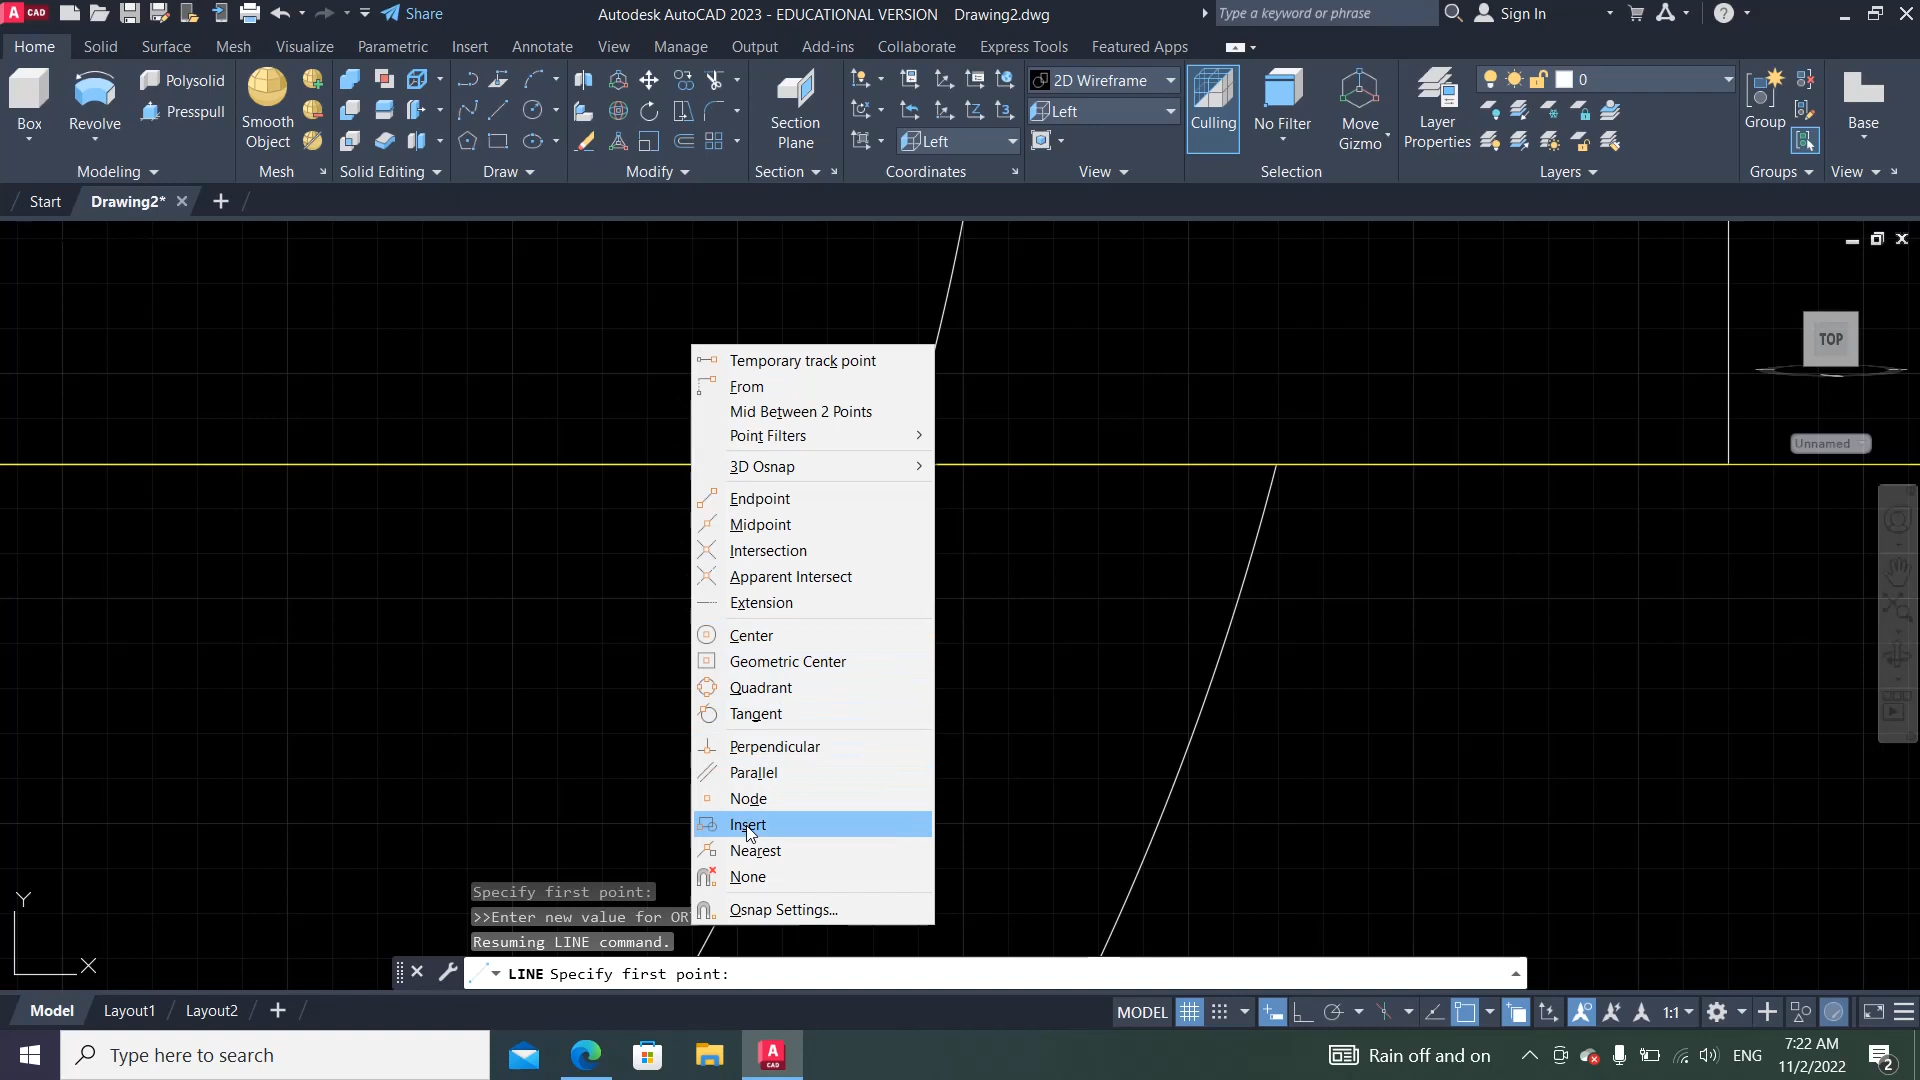 A CAD
Share
Autodesk AutoCAD 2023 - EDUCATIONAL VERSION Drawing2.dwg
Type a keyword or phrase
Sign In
Home Solid Surface Mesh Visualize Parametric Insert Annotate View Manage Output Add-ins Collaborate Express Tools Featured Apps
Box
Revolve
Polysolid
Presspull
Modeling
Smooth Object
Mesh
Solid Editing
Draw
Modify
Section Plane
Section
Left
Coordinates
2D Wireframe
Left
View
Culling
No Filter
Move Gizmo
Selection
Layer Properties
0
Layers
Group
Groups
Base
View
Start
Drawing2*
TOP
Unnamed
Temporary track point
From
Mid Between 2 Points
Point Filters
3D Osnap
Endpoint
Midpoint
Intersection
Apparent Intersect
Extension
Center
Geometric Center
Quadrant
Tangent
Perpendicular
Parallel
Node
Insert
Nearest
None
Osnap Settings...
Y
X
Specify first point:
>>Enter new value for OR
Resuming LINE command.
LINE Specify first point:
Model Layout1 Layout2
MODEL
1:1
Type here to search
A CAD
Rain off and on
ENG
7:22 AM
11/2/2022
2